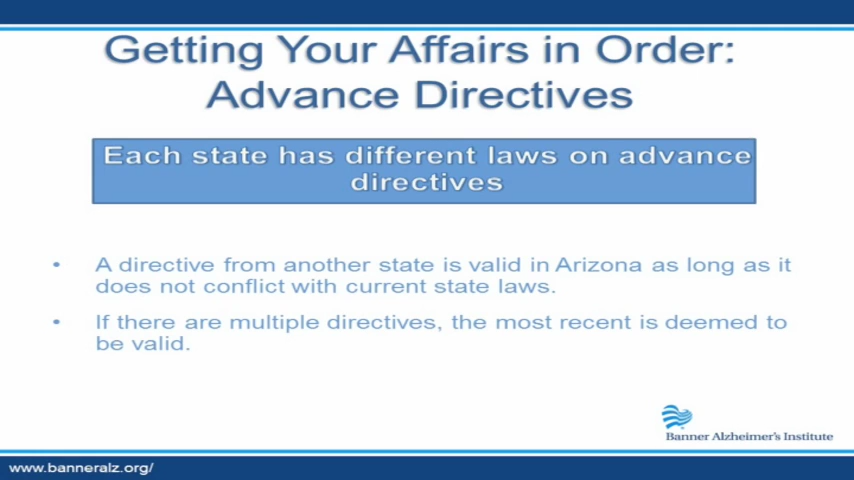 Getting Your Affairs in Order:
Advance Directives
Each state has different laws on advance
directives
• A directive from another state is valid in Arizona as long as it
does not conflict with current state laws.
• If there are multiple directives, the most recent is deemed to
be valid.
Banner Alzheimer's Institute
www.banneralz.org/